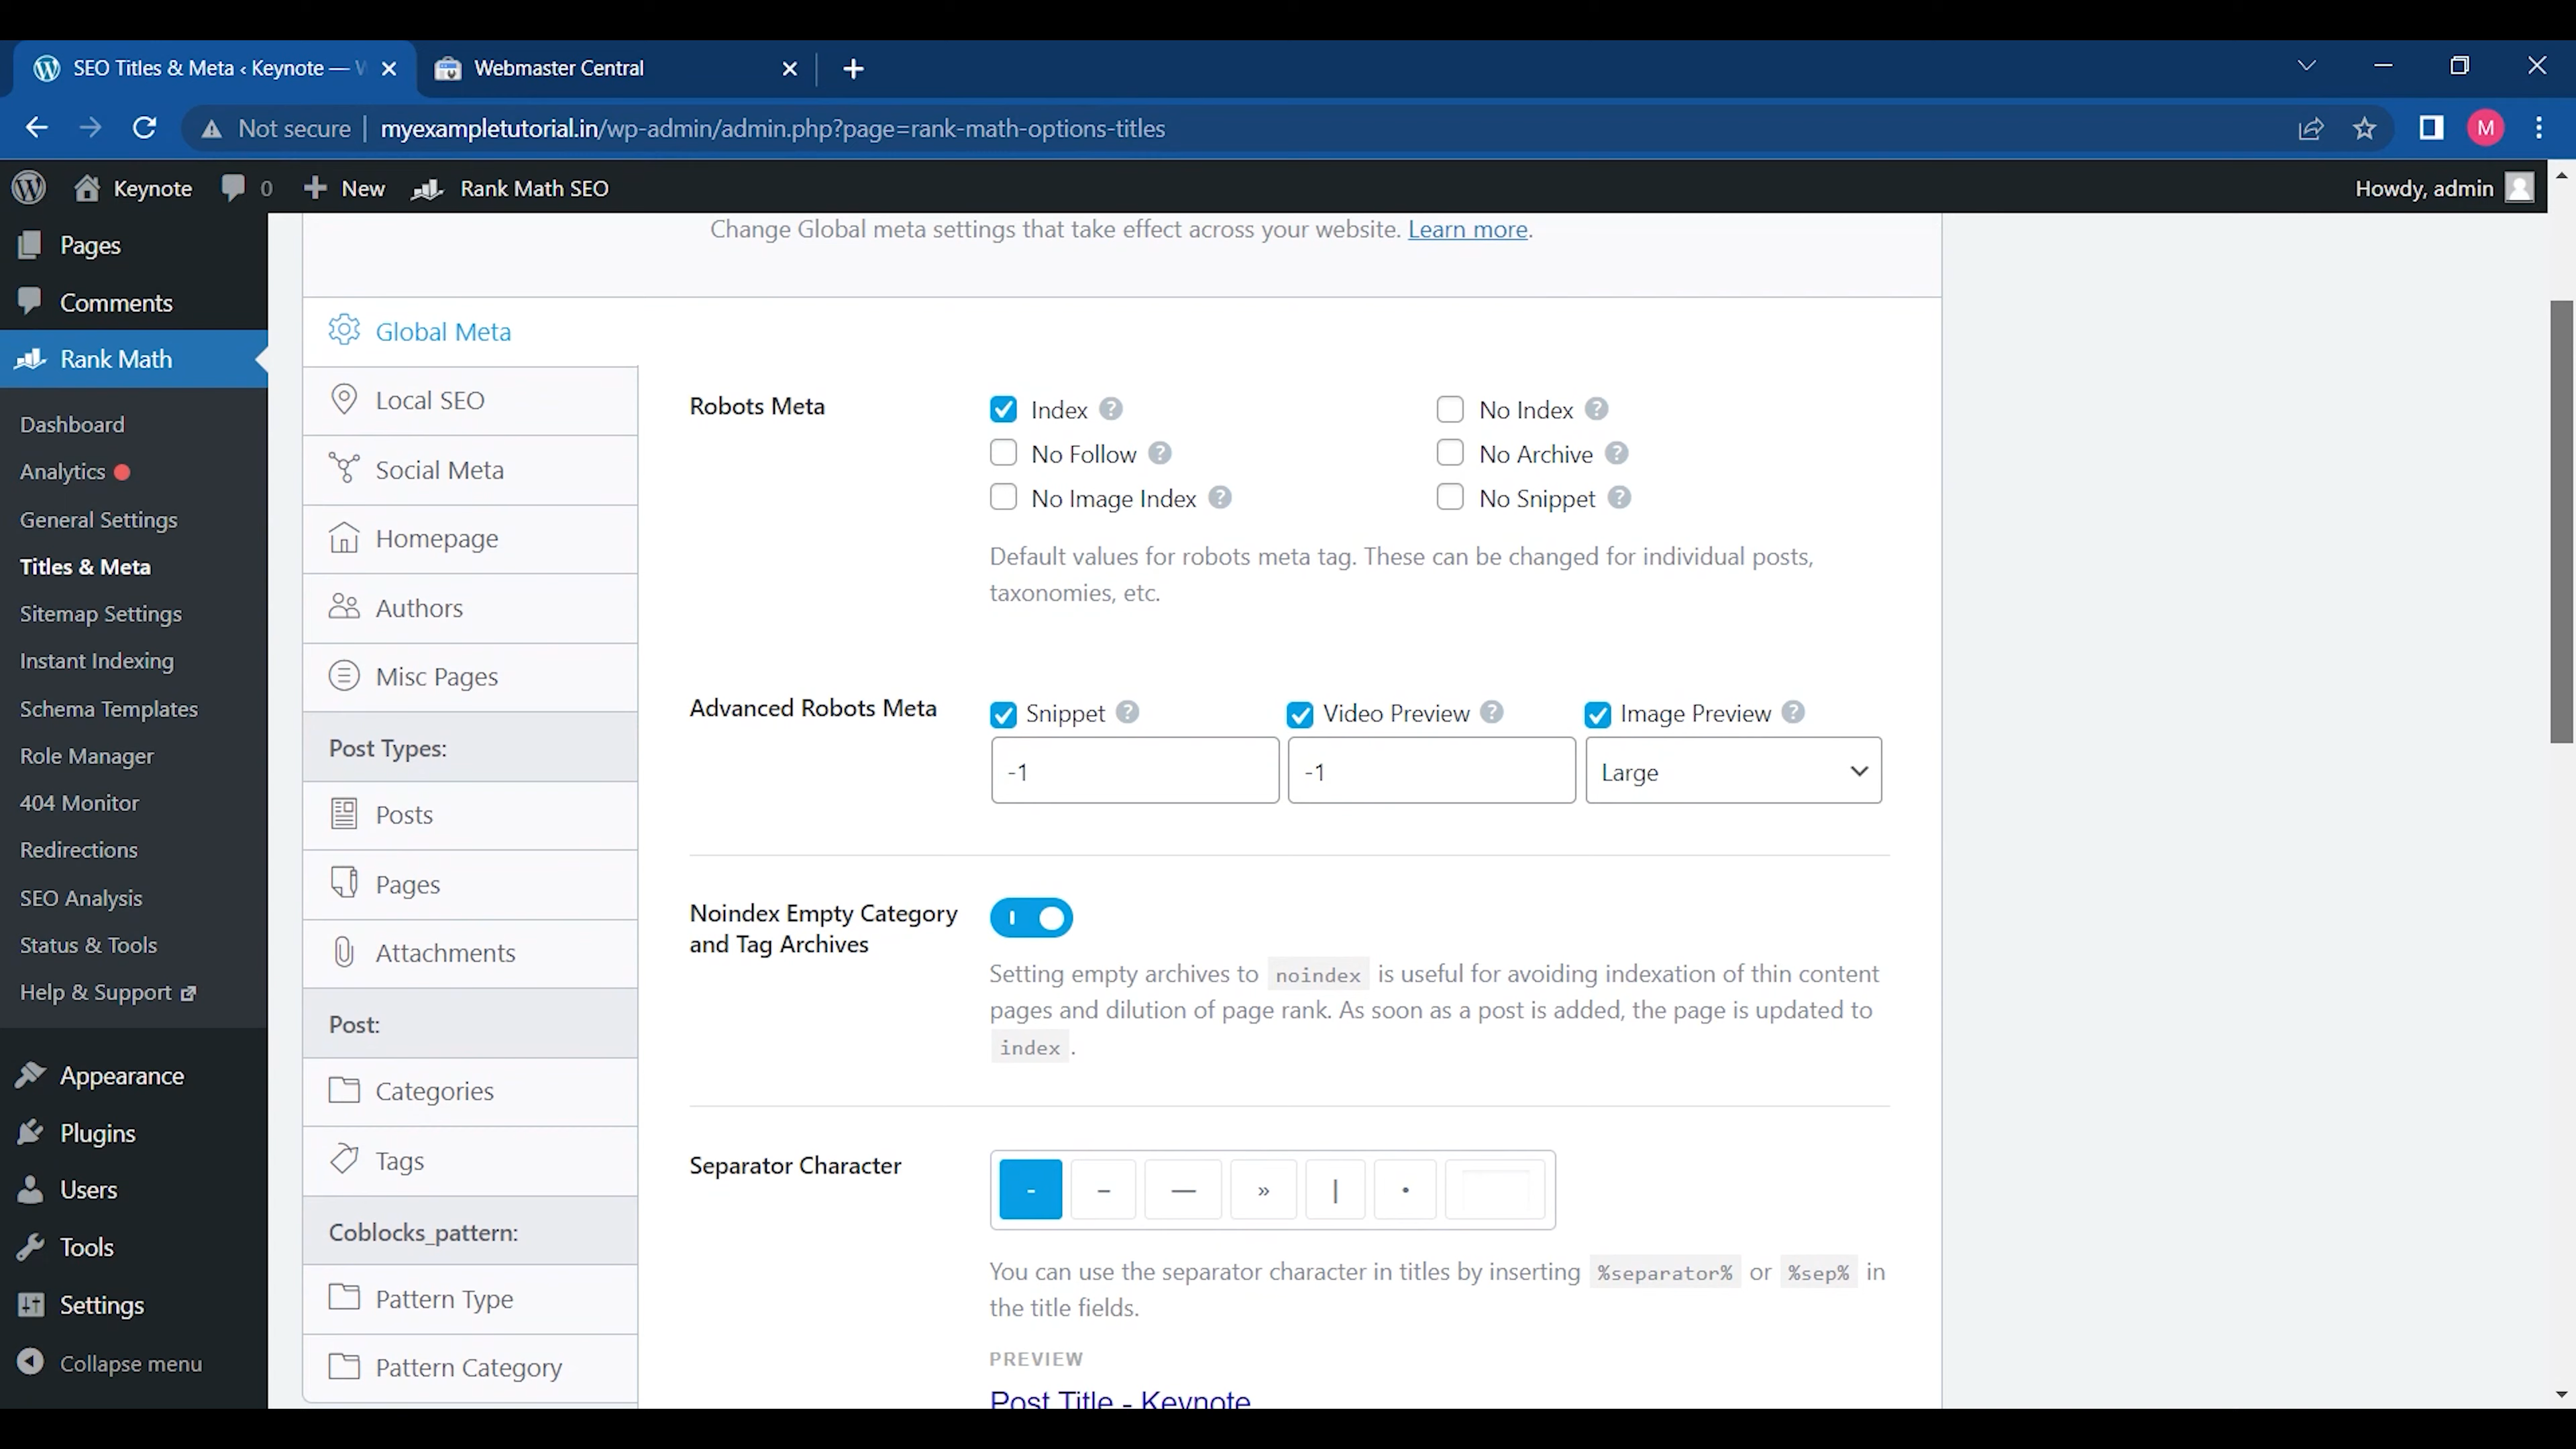 SEO Titles & Meta ‹ Keynote — W
Webmaster Central
Not secure
myexampletutorial.in/wp-admin/admin.php?page=rank-math-options-titles
M
Keynote
0
New
Rank Math SEO
Howdy, admin
Pages
Comments
Rank Math
Dashboard
Analytics
General Settings
Titles & Meta
Sitemap Settings
Instant Indexing
Schema Templates
Role Manager
404 Monitor
Redirections
SEO Analysis
Status & Tools
Help & Support
Appearance
Plugins
Users
Tools
Settings
Collapse menu
Change Global meta settings that take effect across your website. Learn more.
Global Meta
Local SEO
Social Meta
Homepage
Authors
Misc Pages
Post Types:
Posts
Pages
Attachments
Post:
Categories
Tags
Coblocks_pattern:
Pattern Type
Pattern Category
Robots Meta
Index ?
No Index ?
No Follow ?
No Archive ?
No Image Index ?
No Snippet ?
Default values for robots meta tag. These can be changed for individual posts,
taxonomies, etc.
Advanced Robots Meta
Snippet ?
Video Preview ?
Image Preview ?
-1
-1
Large
Noindex Empty Category
and Tag Archives
Setting empty archives to noindex is useful for avoiding indexation of thin content
pages and dilution of page rank. As soon as a post is added, the page is updated to
index .
Separator Character
- – — » | •
You can use the separator character in titles by inserting %separator% or %sep% in
the title fields.
PREVIEW
Post Title - Keynote